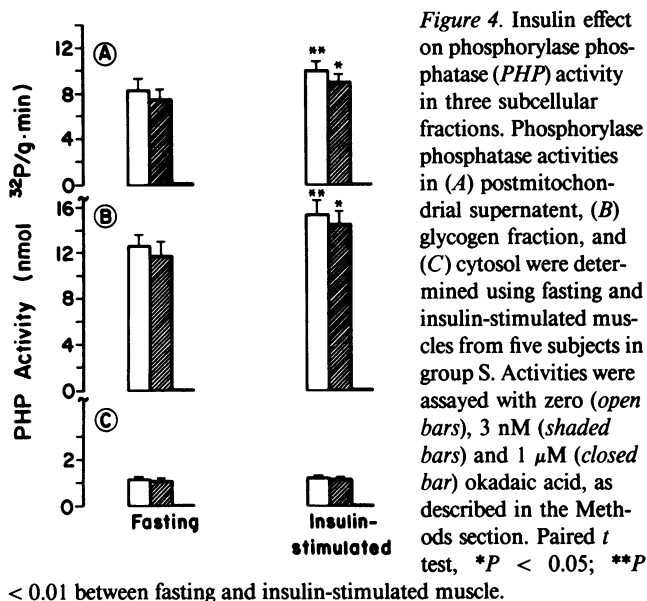 12
8
4
0
A
**
*
16
12
8
4
0
B
**
*
2
0
C
PHP Activity (nmol ³²P/g·min)
Fasting
Insulin-
stimulated
Figure 4. Insulin effect
on phosphorylase phos-
phatase (PHP) activity
in three subcellular
fractions. Phosphorylase
phosphatase activities
in (A) postmitochon-
drial supernatent, (B)
glycogen fraction, and
(C) cytosol were deter-
mined using fasting and
insulin-stimulated mus-
cles from five subjects in
group S. Activities were
assayed with zero (open
bars), 3 nM (shaded
bars) and 1 μM (closed
bar) okadaic acid, as
described in the Meth-
ods section. Paired t
test, *P < 0.05; **P
< 0.01 between fasting and insulin-stimulated muscle.